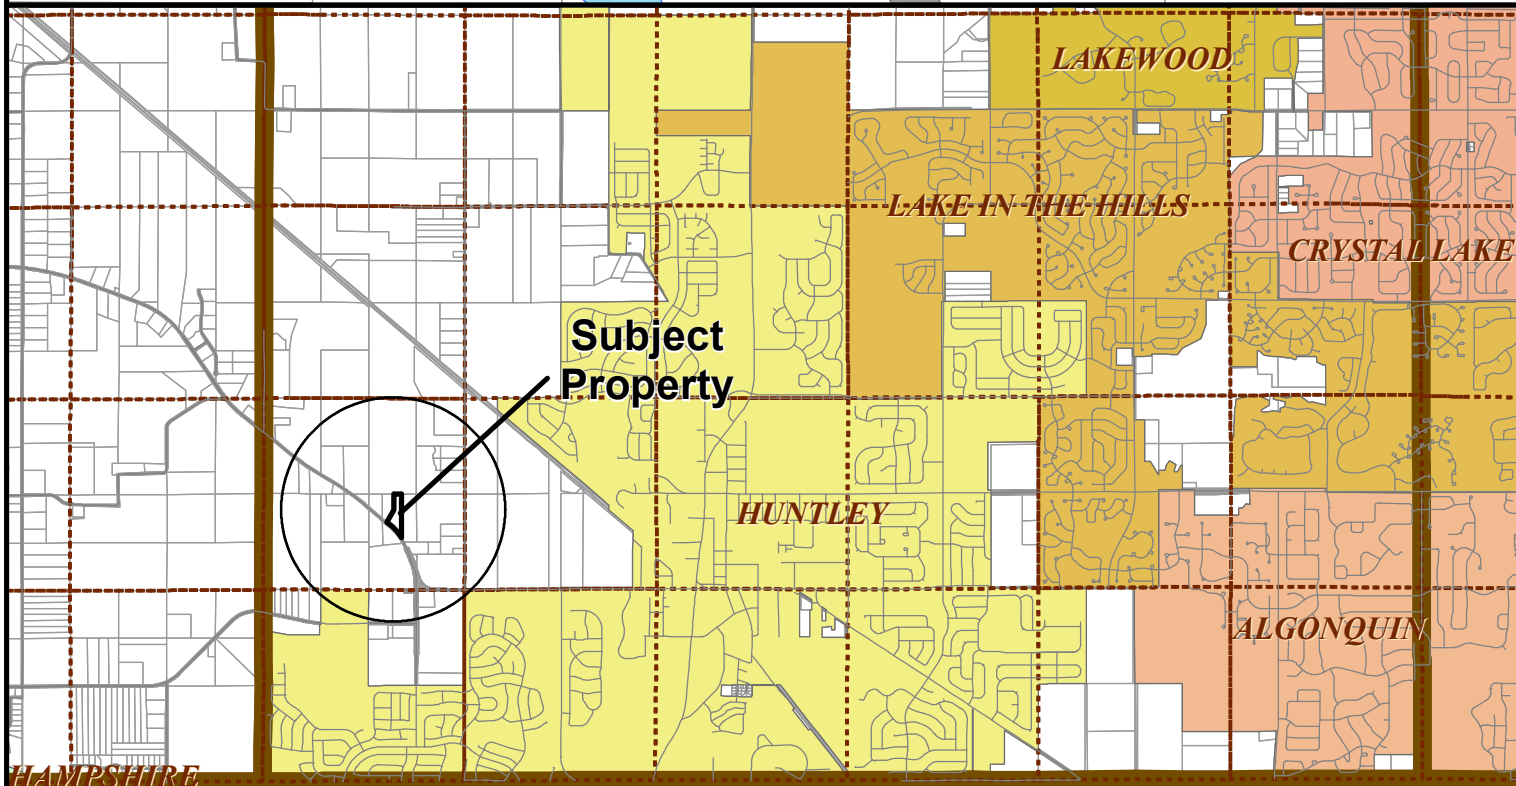 LAKEWOOD
LAKE IN THE HILLS
CRYSTAL LAKE
Subject
Property
HUNTLEY
ALGONQUIN
HAMPSHIRE